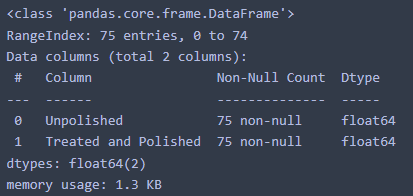 <class 'pandas.core.frame.DataFrame'>
RangeIndex: 75 entries, 0 to 74
Data columns (total 2 columns):
 #   Column                Non-Null Count  Dtype
---  ------                --------------  -----
 0   Unpolished            75 non-null     float64
 1   Treated and Polished  75 non-null     float64
dtypes: float64(2)
memory usage: 1.3 KB